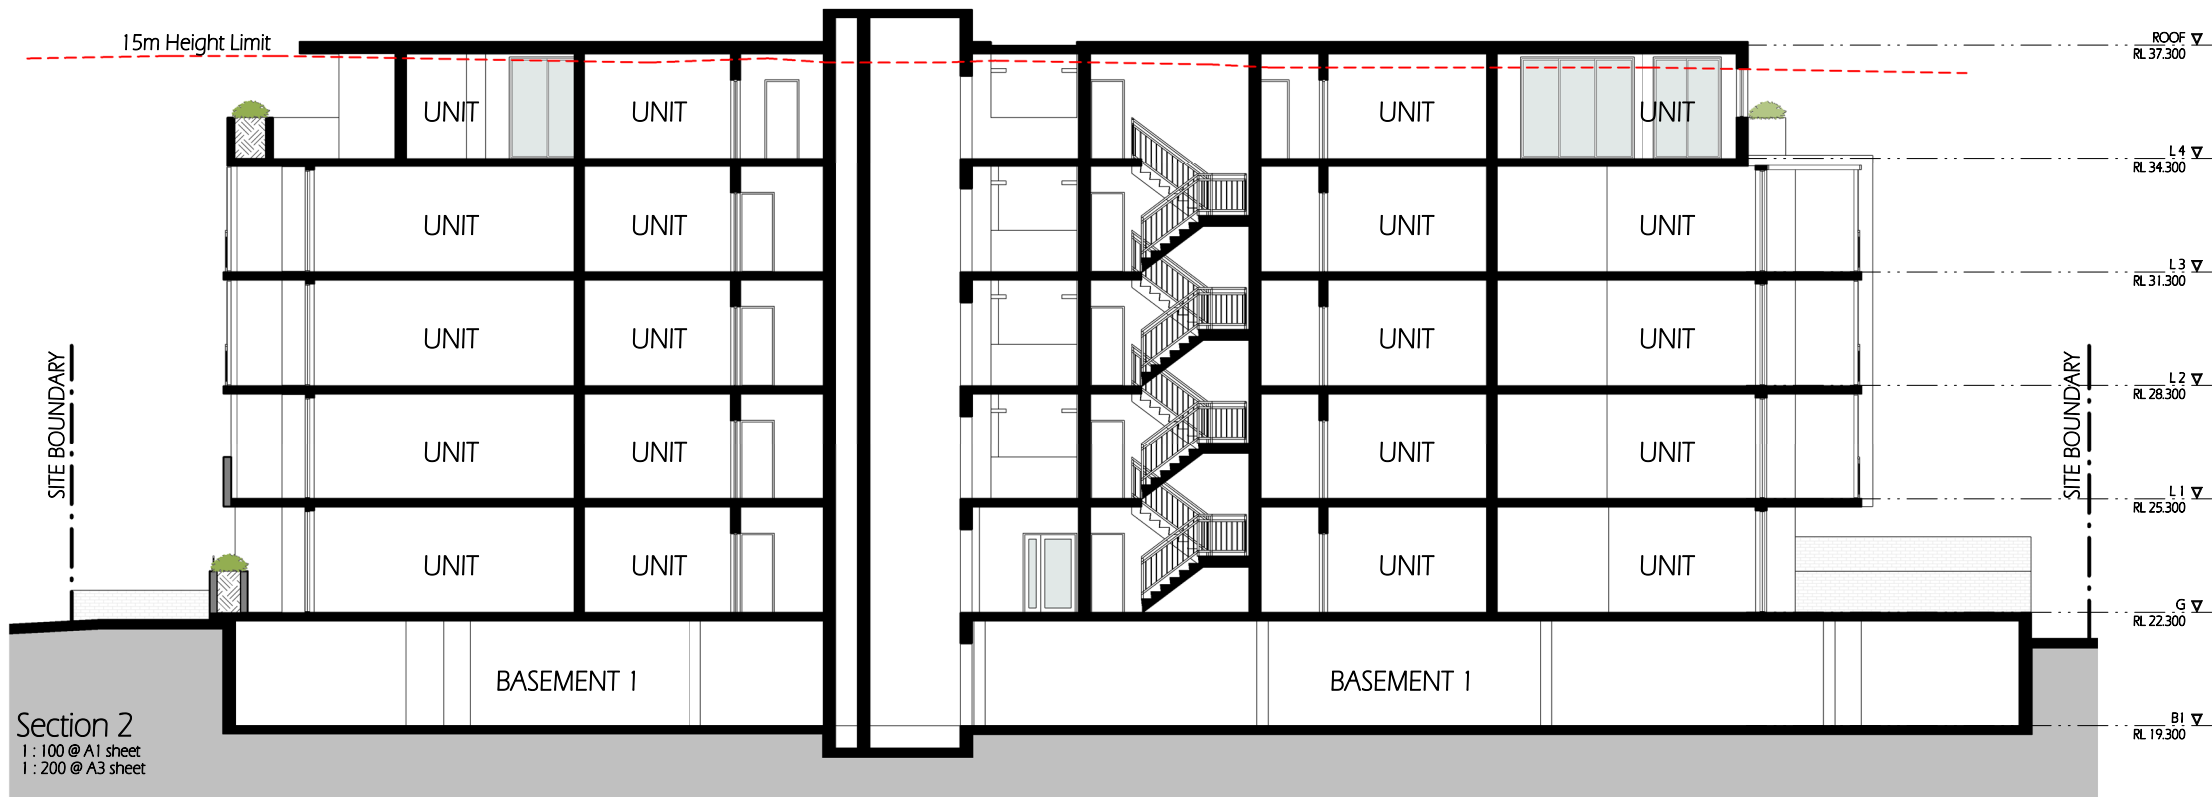 15m Height Limit
ROOF
RL 37.300
UNIT UNIT UNIT UNIT
L4
RL 34.300
UNIT UNIT UNIT UNIT
L3
RL 31.300
UNIT UNIT UNIT UNIT
L2
RL 28.300
SITE BOUNDARY
SITE BOUNDARY
UNIT UNIT UNIT UNIT
L1
RL 25.300
UNIT UNIT UNIT UNIT
G
RL 22.300
BASEMENT 1 BASEMENT 1
B1
RL 19.300
Section 2
1 : 100 @ A1 sheet
1 : 200 @ A3 sheet